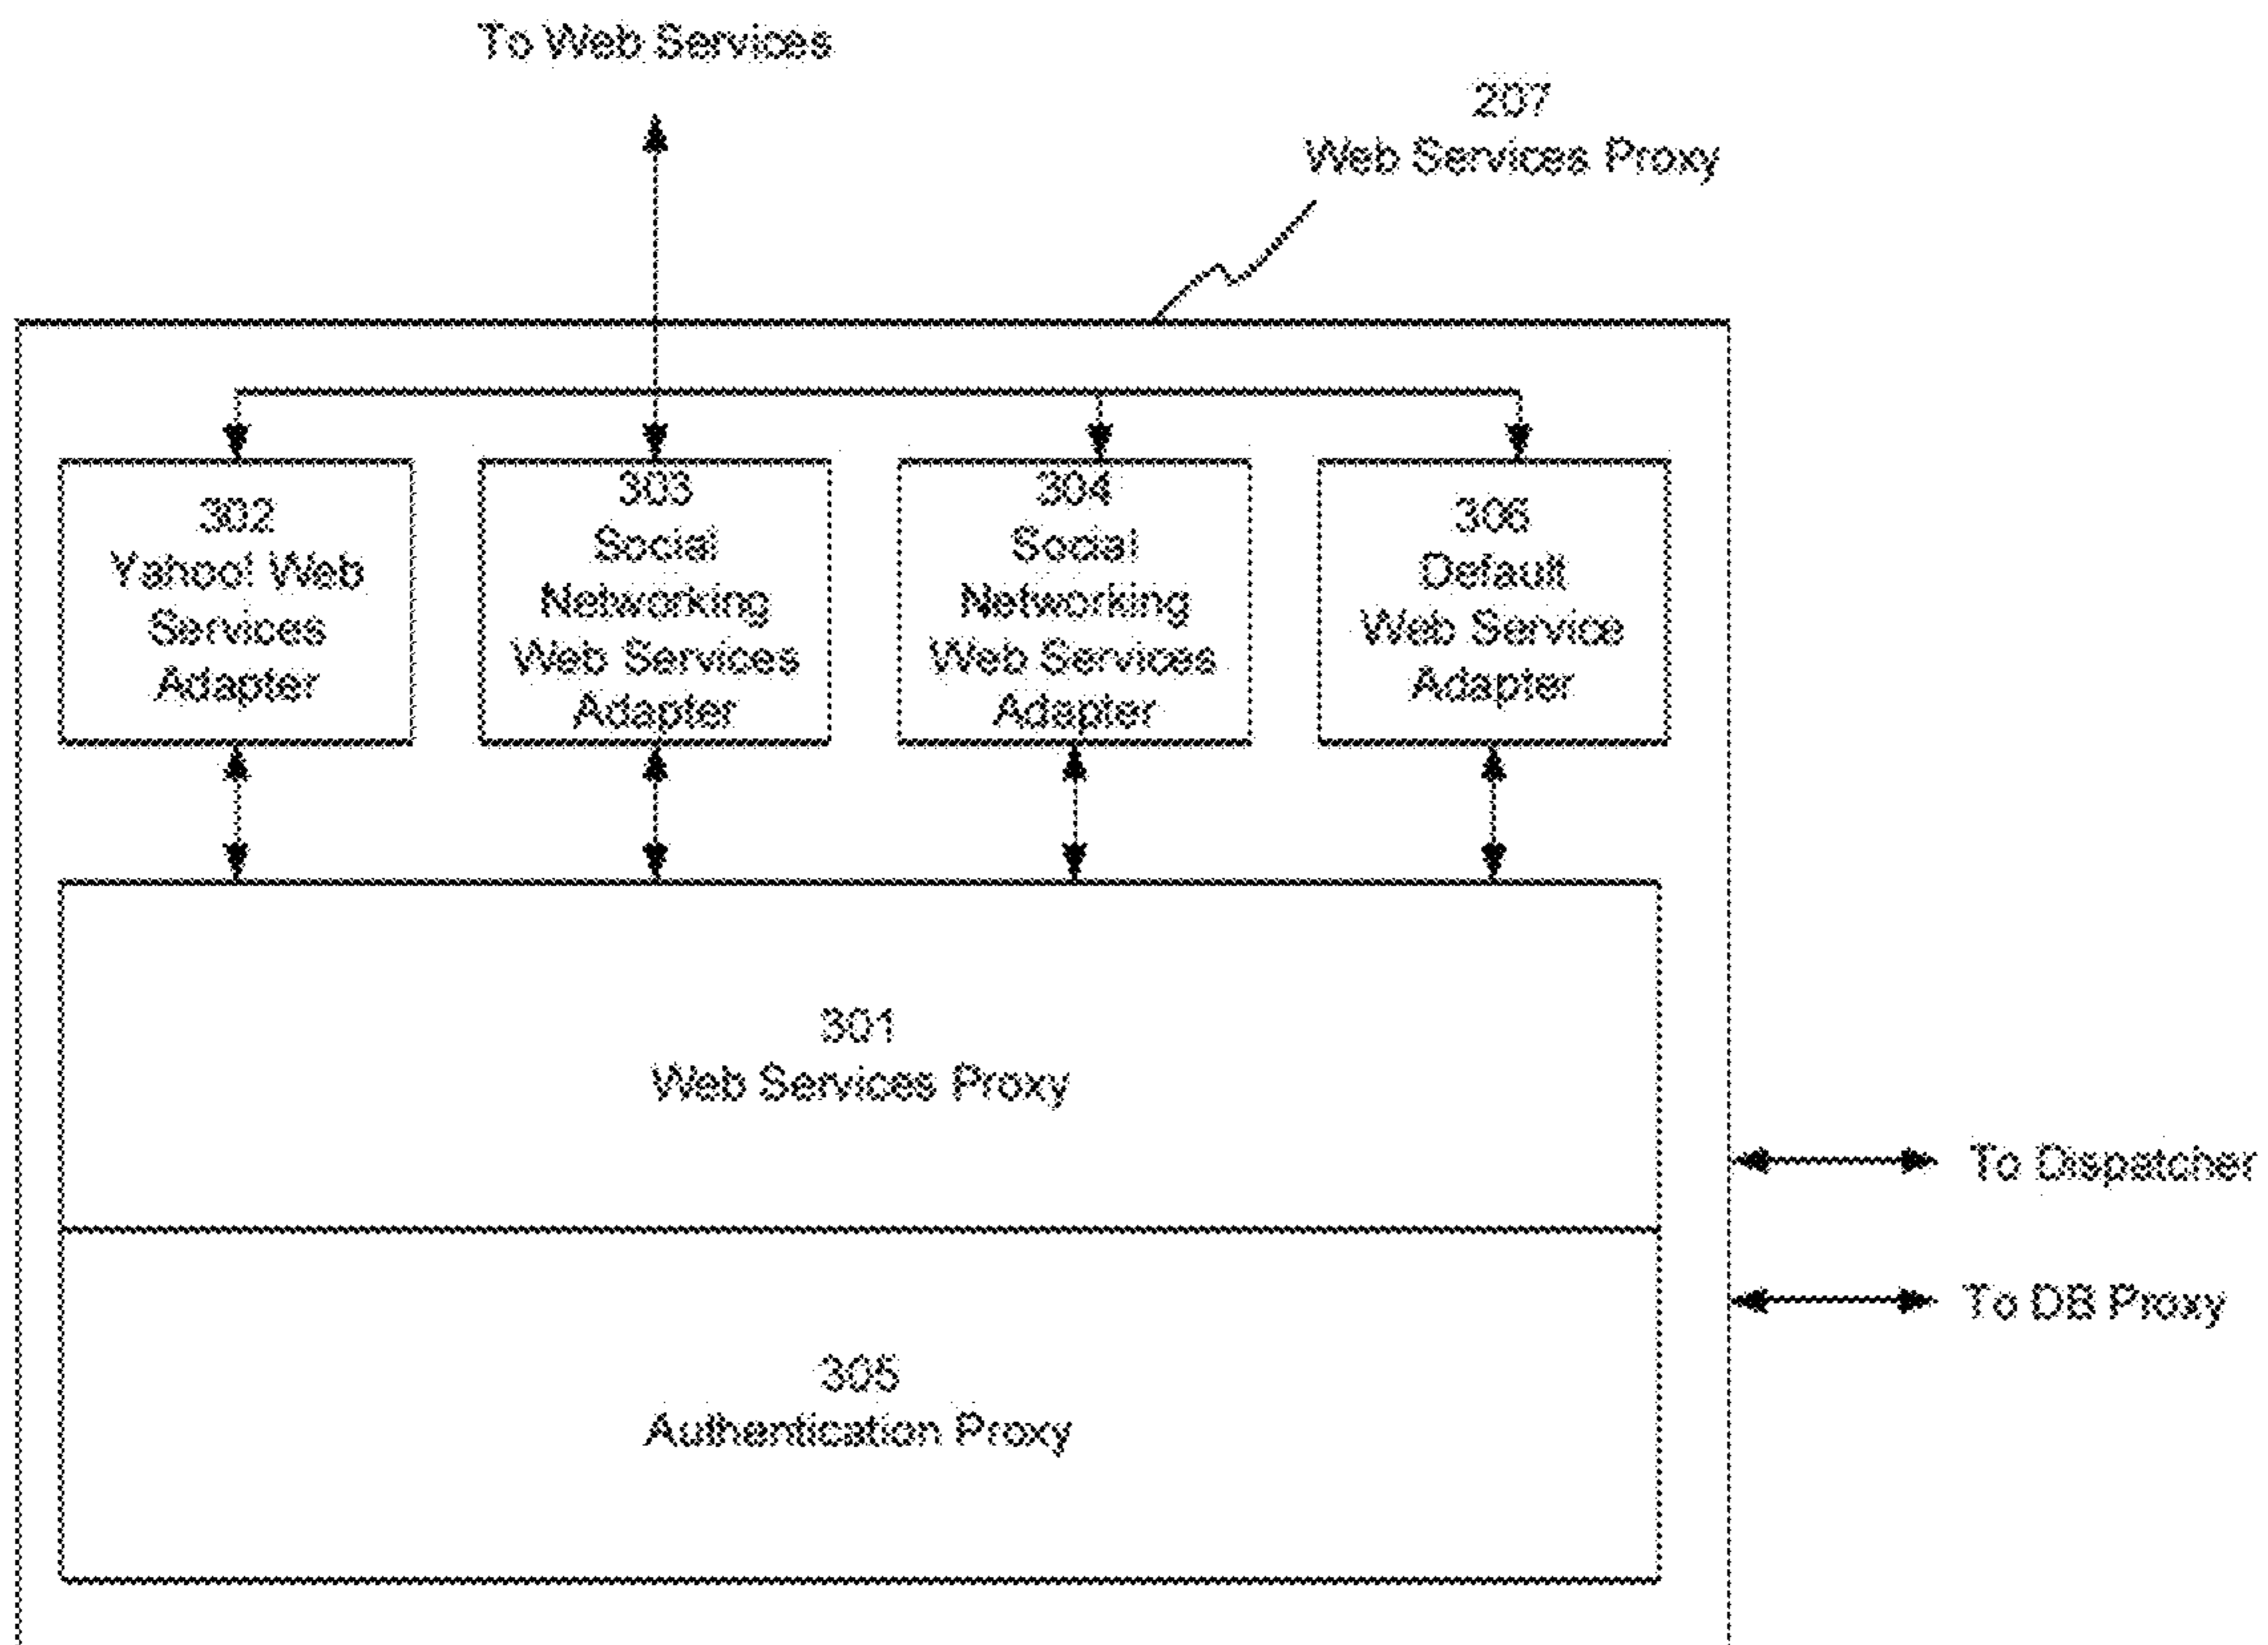 To Web Services
207
Web Services Proxy
302
Yahoo! Web
Services
Adapter
303
Social
Networking
Web Services
Adapter
304
Social
Networking
Web Services
Adapter
306
Default
Web Service
Adapter
301
Web Services Proxy
To Dispatcher
To DB Proxy
305
Authentication Proxy